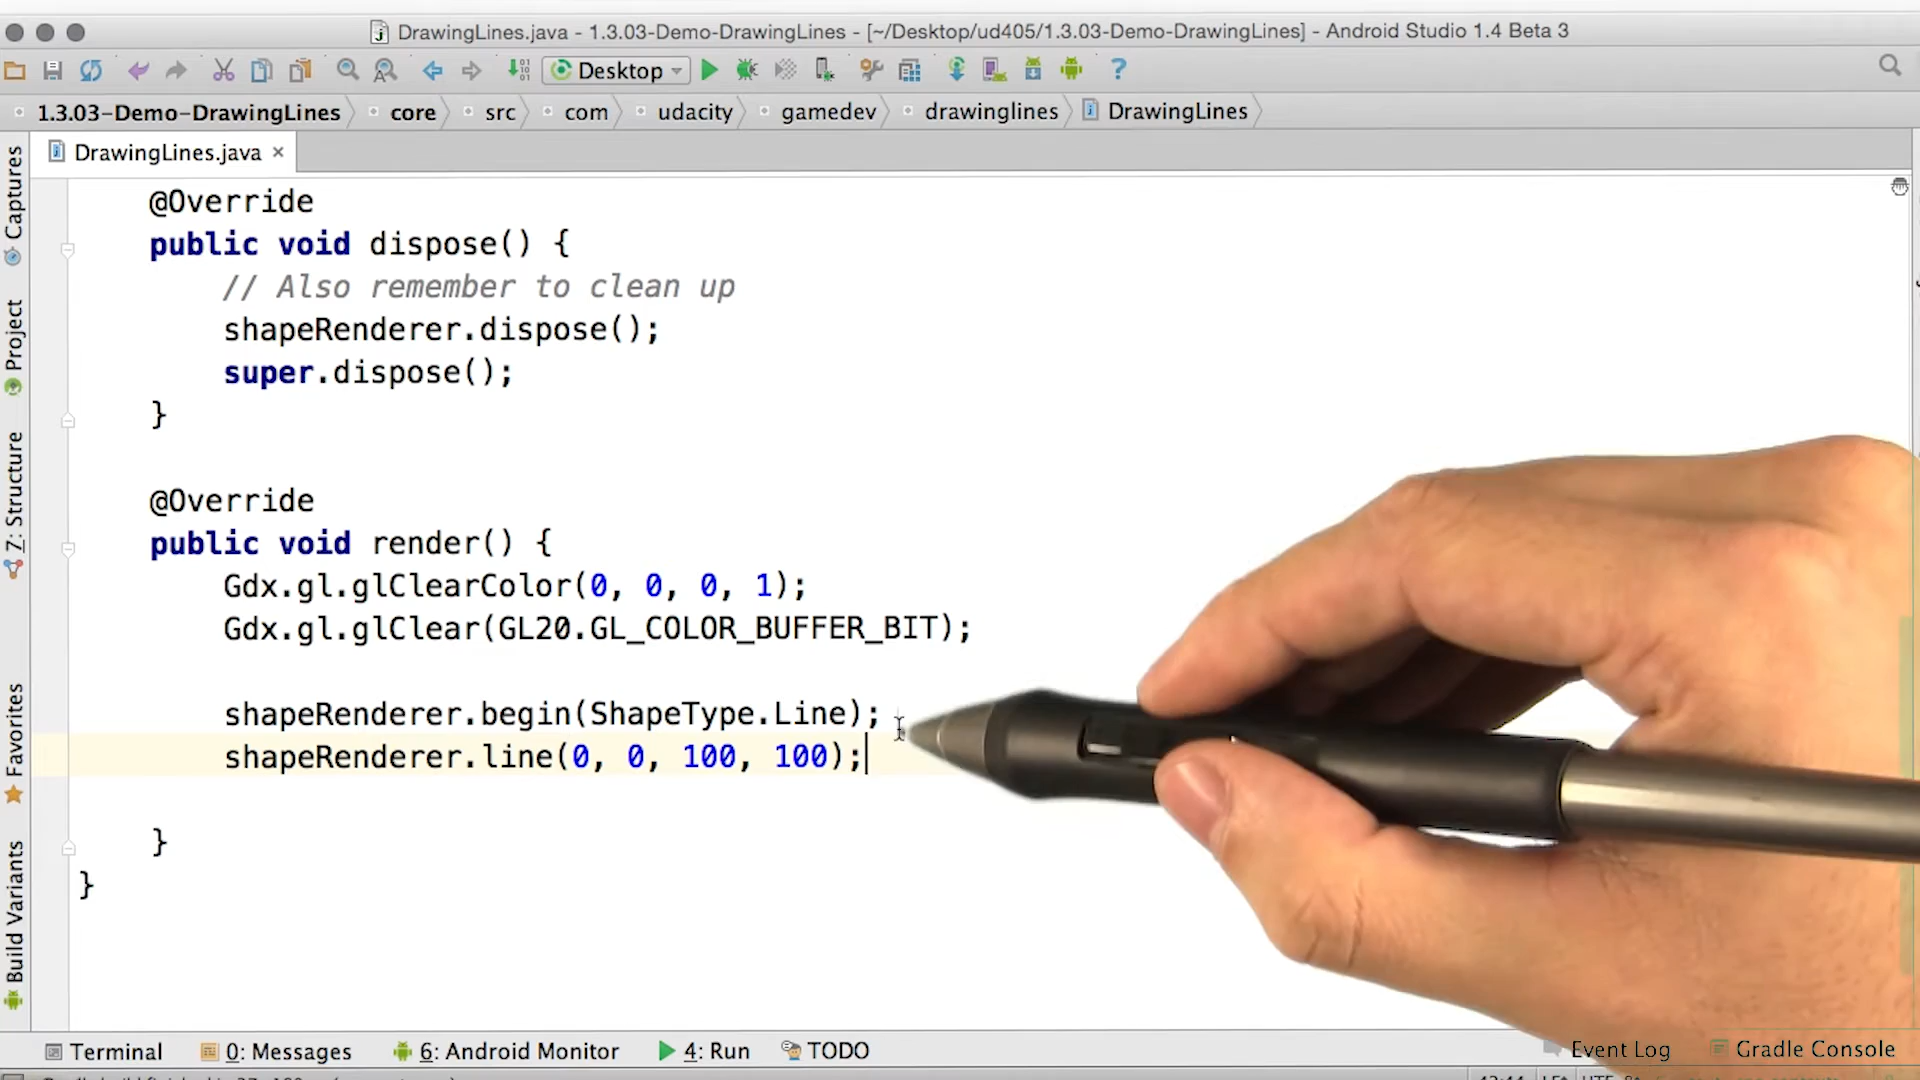 DrawingLines.java - 1.3.03-Demo-DrawingLines - [~/Desktop/ud405/1.3.03-Demo-DrawingLines] - Android Studio 1.4 Beta 3
Desktop
1.3.03-Demo-DrawingLines core src com udacity gamedev drawinglines DrawingLines
DrawingLines.java
Captures
Project
7: Structure
Favorites
Build Variants
@Override
public void dispose() {
// Also remember to clean up
shapeRenderer.dispose();
super.dispose();
}
@Override
public void render() {
Gdx.gl.glClearColor(0, 0, 0, 1);
Gdx.gl.glClear(GL20.GL_COLOR_BUFFER_BIT);
shapeRenderer.begin(ShapeType.Line);
shapeRenderer.line(0, 0, 100, 100);
}
}
Terminal 0: Messages 6: Android Monitor 4: Run TODO Event Log Gradle Console